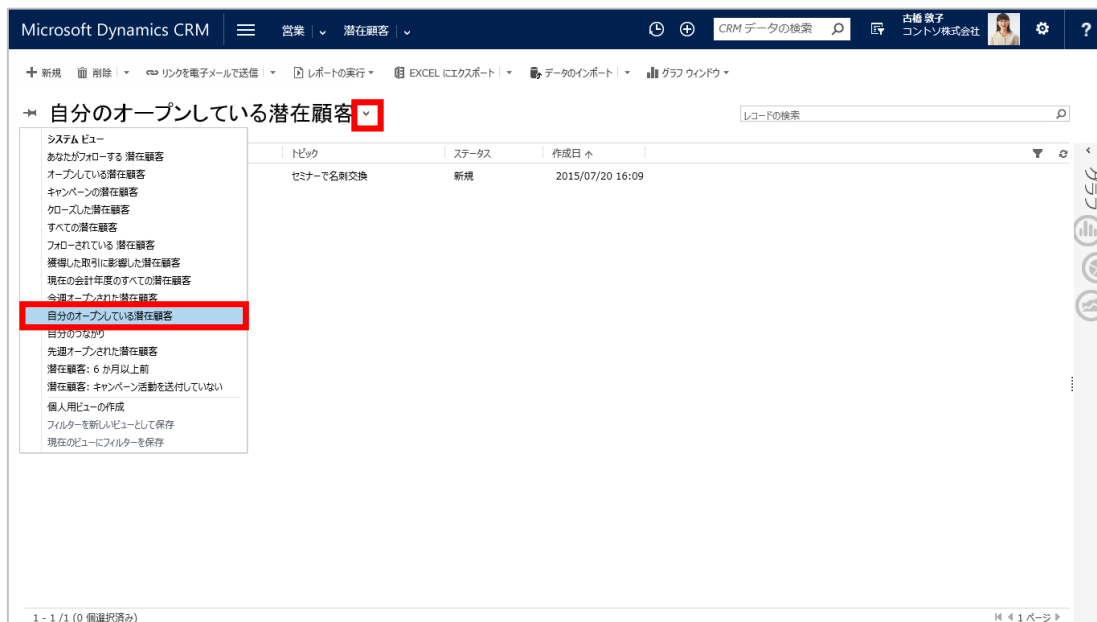 Microsoft Dynamics CRM 営業 潜在顧客 CRM データの検索 古橋 敦子 ?
コントソ株式会社
新規 削除 リンクを電子メールで送信 レポートの実行 EXCEL にエクスポート データのインポート グラフ ウィンドウ
自分のオープンしている潜在顧客 レコードの検索
システム ビュー
あなたがフォローする 潜在顧客 トピック ステータス 作成日
オープンしている潜在顧客 セミナーで名刺交換 新規 2015/07/20 16:09
キャンペーンの潜在顧客
クローズした潜在顧客
すべての潜在顧客
フォローされている 潜在顧客
獲得した取引に影響した潜在顧客
現在の会計年度のすべての潜在顧客
今週オープンされた潜在顧客
自分のオープンしている潜在顧客
自分のつながり
先週オープンされた潜在顧客
潜在顧客: 6 か月以上前
潜在顧客: キャンペーン活動を送付していない
個人用ビューの作成
フィルターを新しいビューとして保存
現在のビューにフィルターを保存
グラフ
1 - 1 /1 (0 個選択済み) 1 ページ